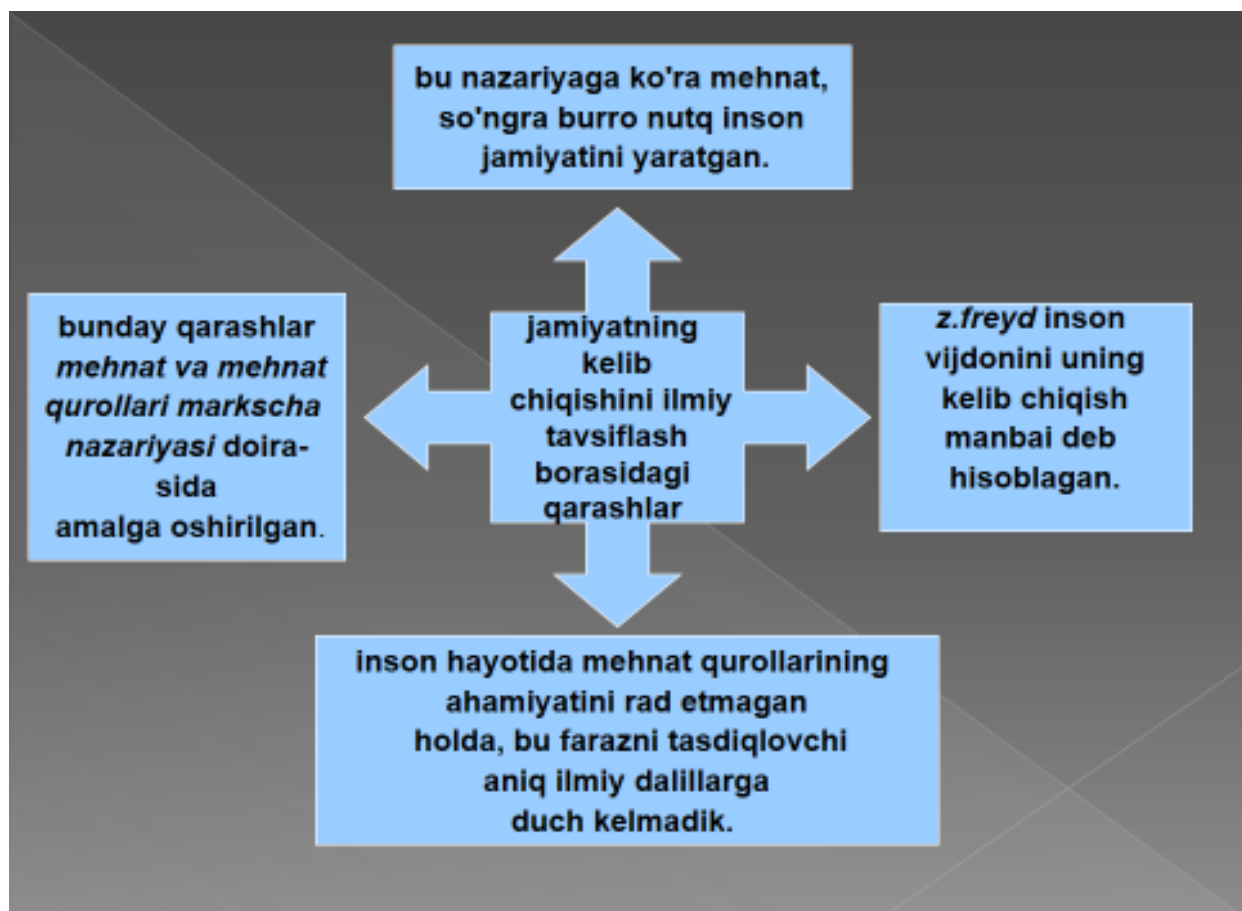 bu nazariyaga ko'ra mehnat,
so'ngra burro nutq inson
jamiyatini yaratgan.
bunday qarashlar
mehnat va mehnat
qurollari markscha
nazariyasi doira-
sida
amalga oshirilgan.
jamiyatning
kelib
chiqishini ilmiy
tavsiflash
borasidagi
qarashlar
z.freyd inson
vijdonini uning
kelib chiqish
manbai deb
hisoblagan.
inson hayotida mehnat qurollarining
ahamiyatini rad etmagan
holda, bu farazni tasdiqlovchi
aniq ilmiy dalillarga
duch kelmadik.